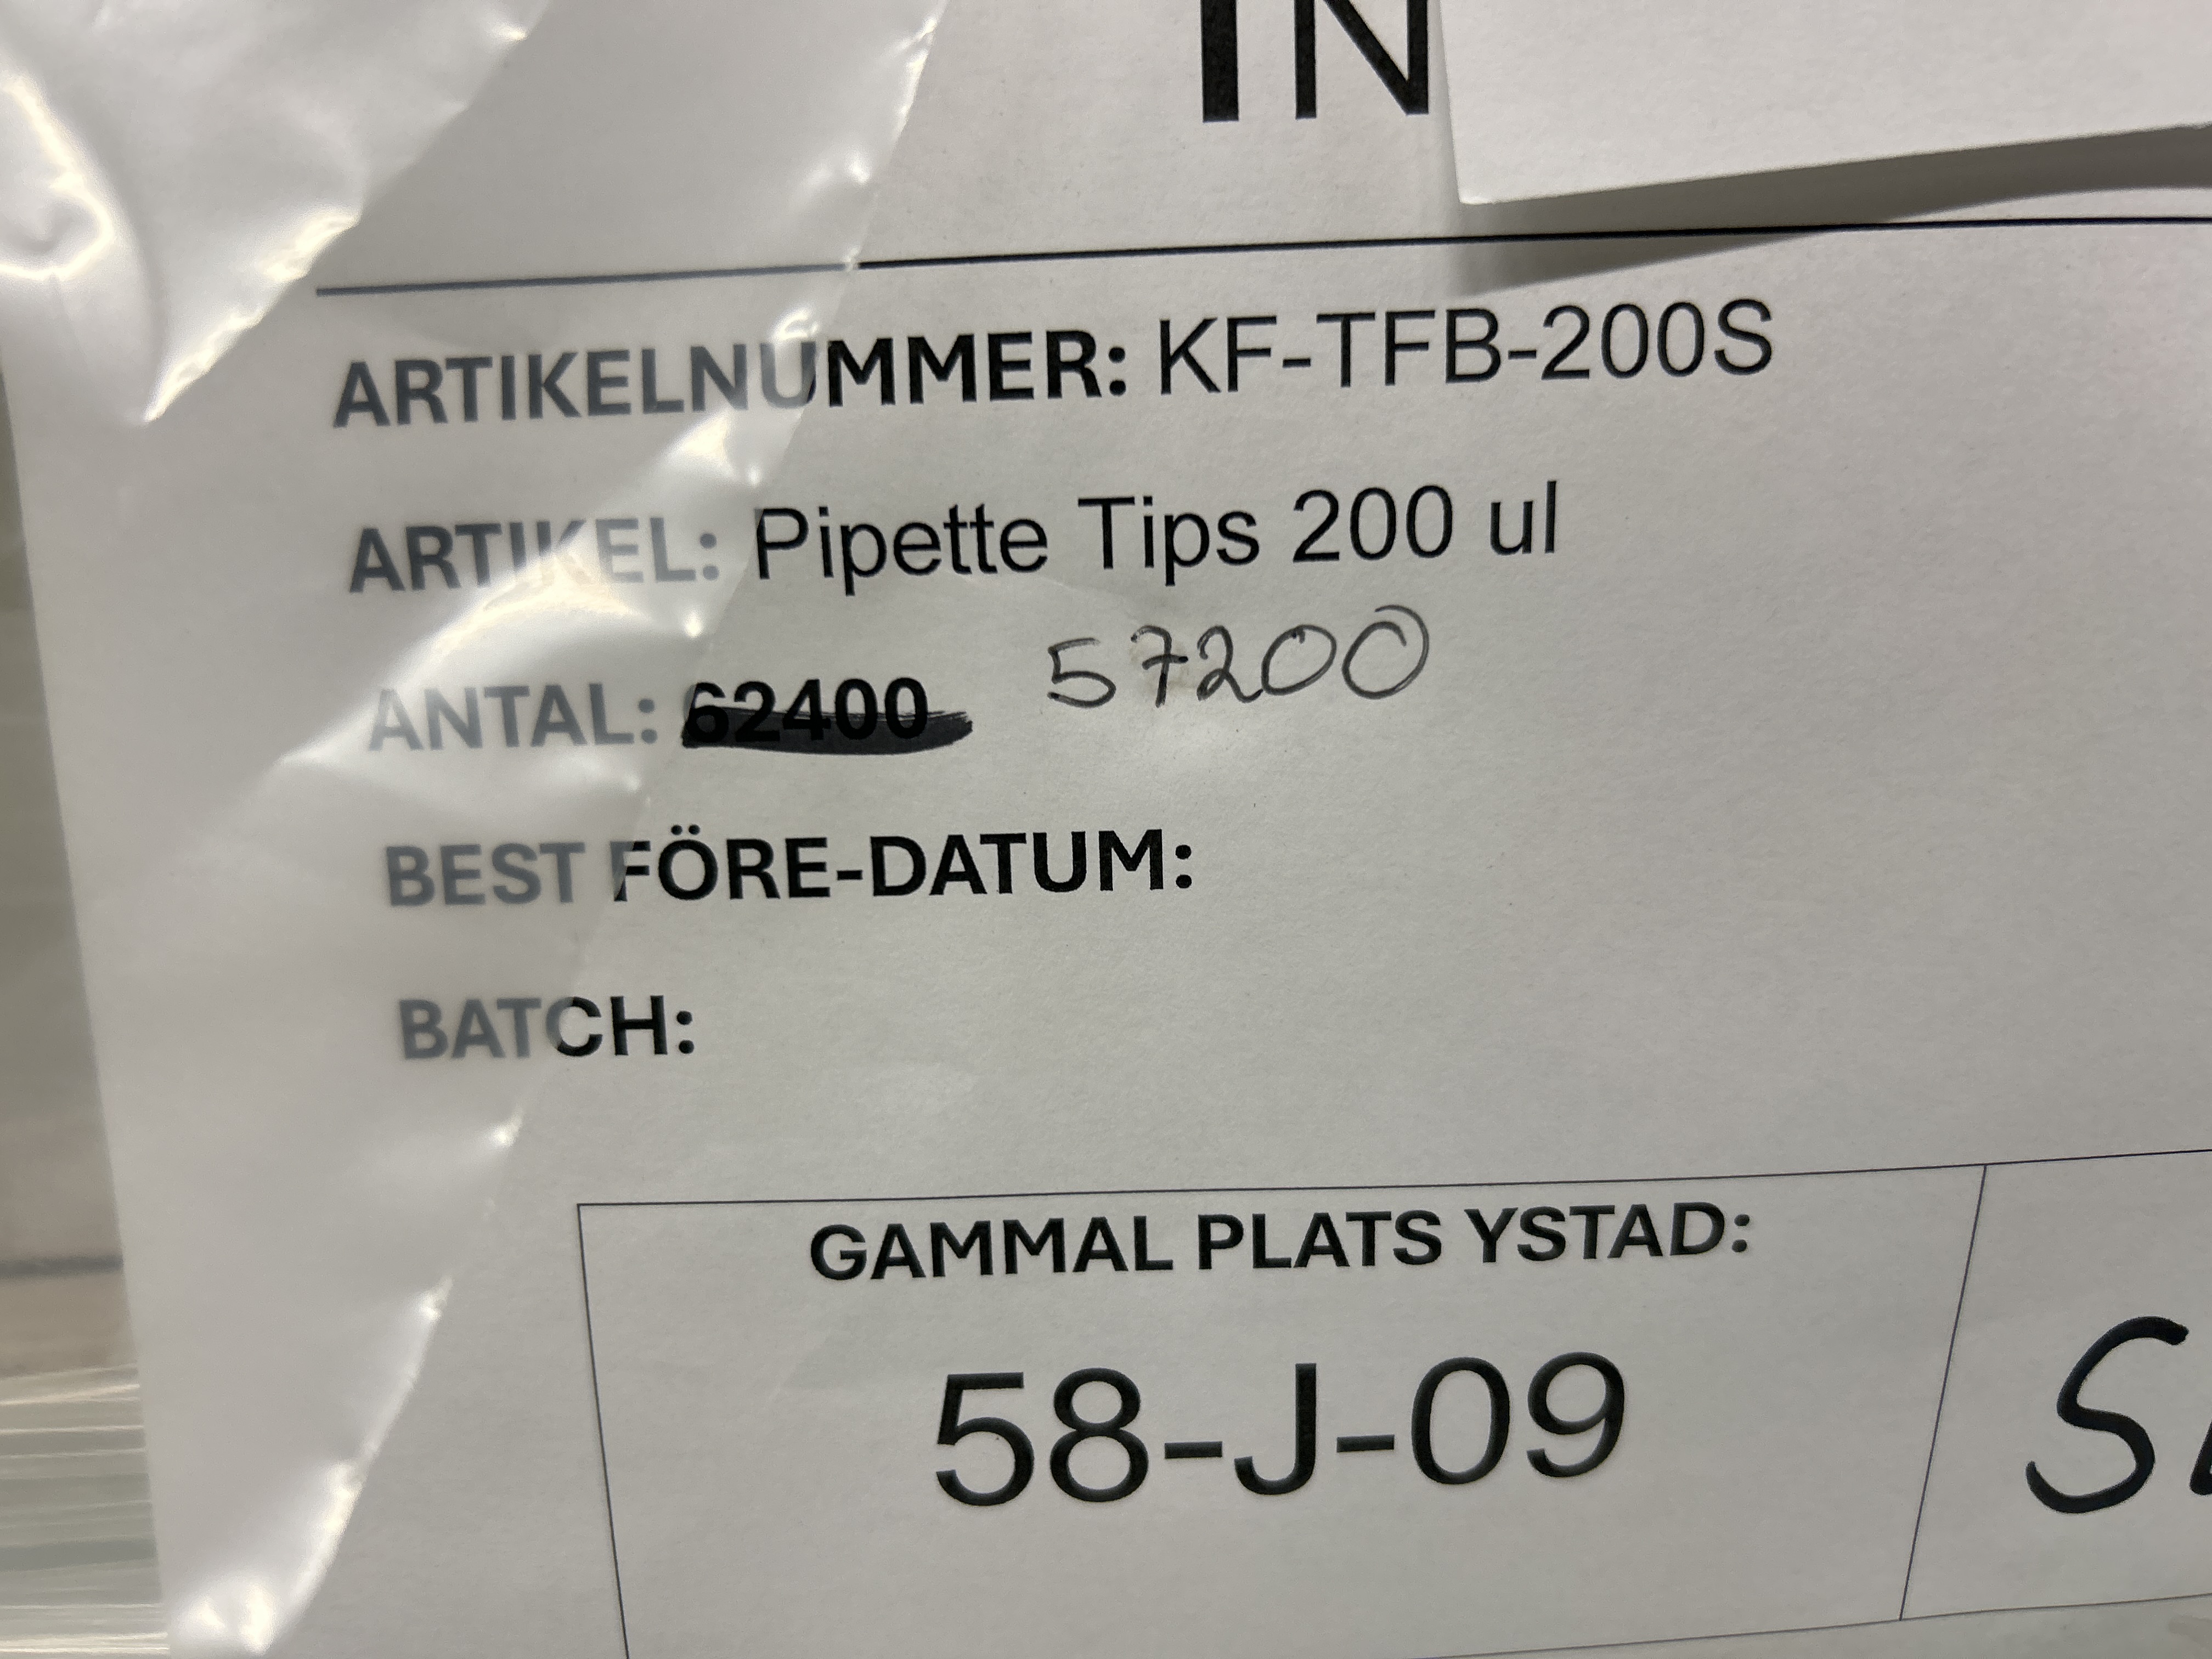 IN
ARTIKELNUMMER: KF-TFB-200S
ARTIKEL: Pipette Tips 200 ul
ANTAL: 62400 57200
BEST FÖRE-DATUM:
BATCH:
GAMMAL PLATS YSTAD:
58-J-09